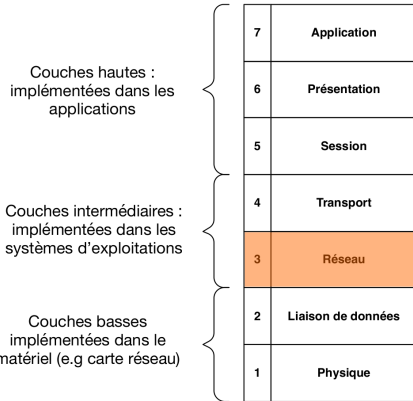 Couches hautes :
implémentées dans les
applications
7 Application
6 Présentation
5 Session
Couches intermédiaires :
implémentées dans les
systèmes d'exploitations
4 Transport
3 Réseau
Couches basses
implémentées dans le
matériel (e.g carte réseau)
2 Liaison de données
1 Physique